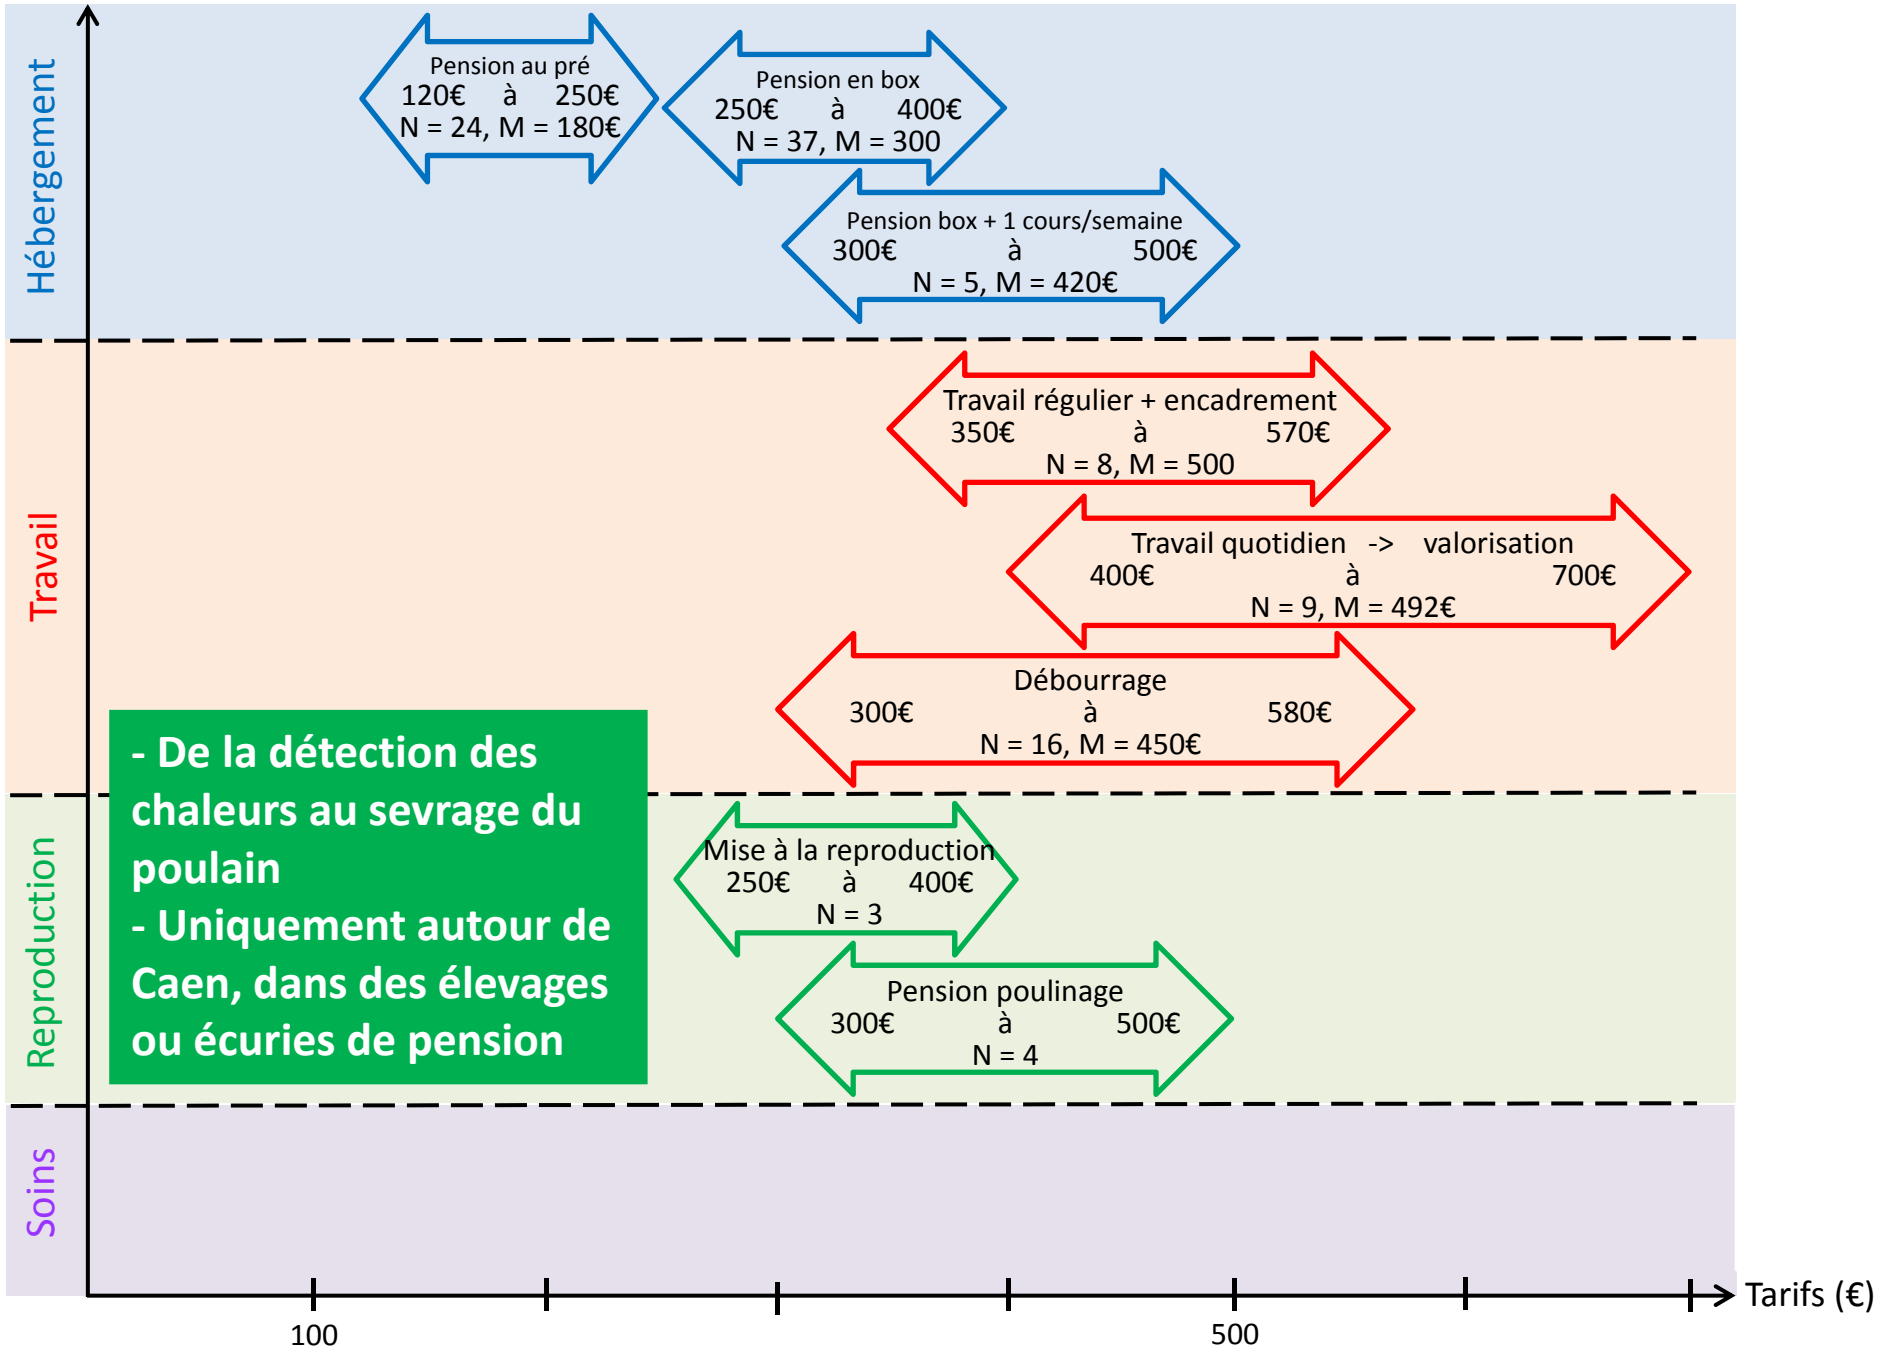 Hébergement
Pension au pré
120€ à 250€
N = 24, M = 180€
Pension en box
250€ à 400€
N = 37, M = 300
Pension box + 1 cours/semaine
300€ à 500€
N = 5, M = 420€
Travail
Travail régulier + encadrement
350€ à 570€
N = 8, M = 500
Travail quotidien -> valorisation
400€ à 700€
N = 9, M = 492€
Débourrage
300€ à 580€
N = 16, M = 450€
- De la détection des
chaleurs au sevrage du
poulain
- Uniquement autour de
Caen, dans des élevages
ou écuries de pension
Reproduction
Mise à la reproduction
250€ à 400€
N = 3
Pension poulinage
300€ à 500€
N = 4
Soins
Tarifs (€)
100
500